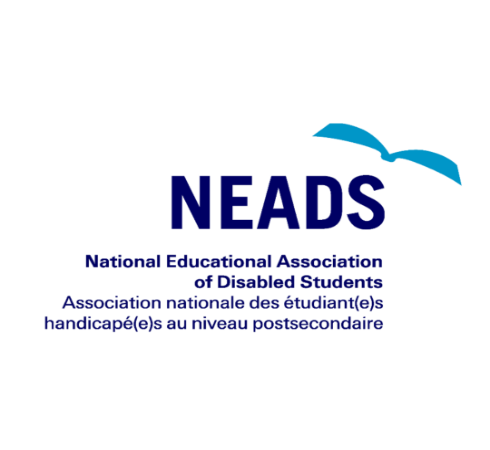 NEADS
National Educational Association
of Disabled Students
Association nationale des étudiant(e)s
handicapé(e)s au niveau postsecondaire